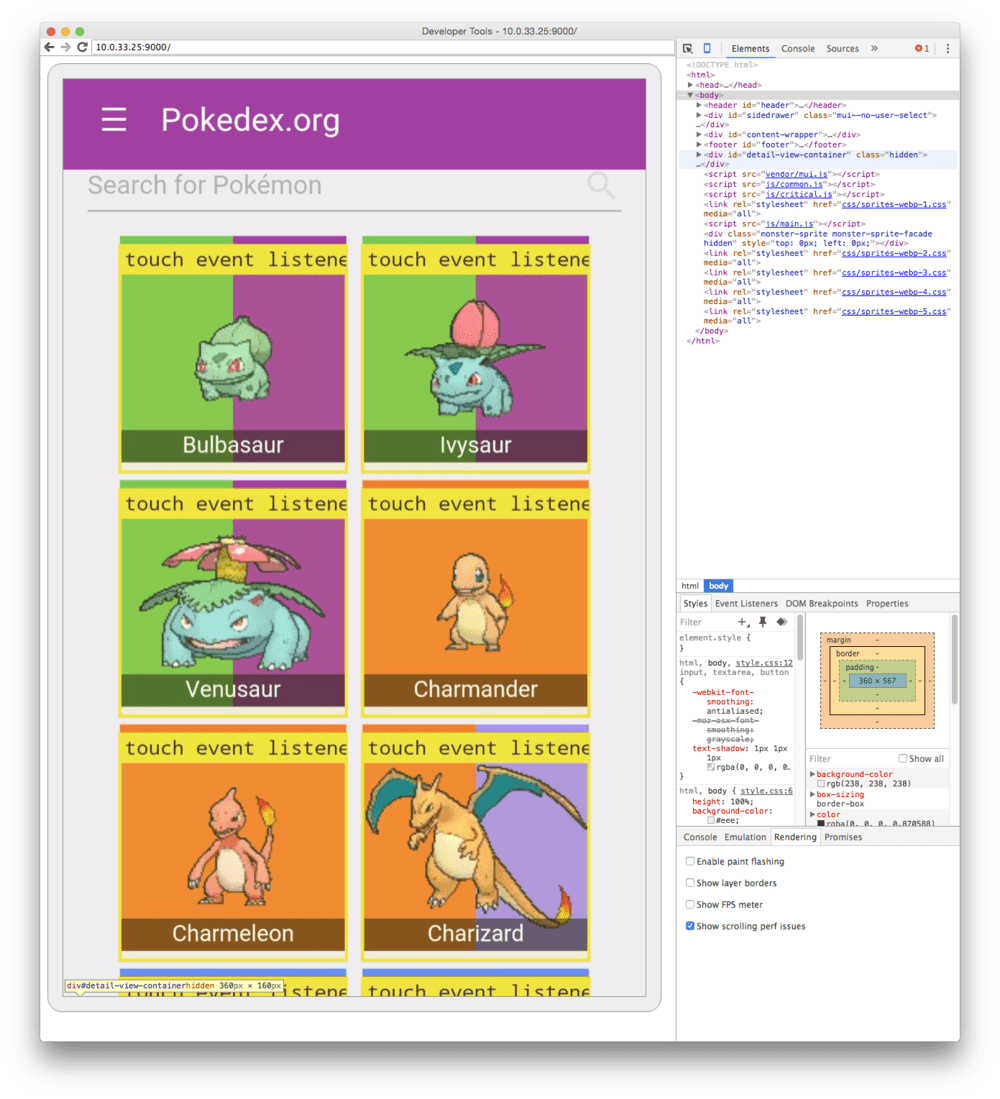 Developer Tools - 10.0.33.25:9000/
10.0.33.25:9000/
Pokedex.org
Search for Pokémon
touch event listene
touch event listene
Bulbasaur
Ivysaur
touch event listene
touch event listene
Venusaur
Charmander
touch event listene
touch event listene
Charmeleon
Charizard
touch event listene
touch event listene
div#detail-view-containerhidden 360px × 160px
Elements Console Sources » 1
<!DOCTYPE html>
<html>
<head>…</head>
<body>
<header id="header">…</header>
<div id="sidedrawer" class="mui--no-user-select">
…</div>
<div id="content-wrapper">…</div>
<footer id="footer">…</footer>
<div id="detail-view-container" class="hidden">
…</div>
<script src="vendor/mui.js"></script>
<script src="js/common.js"></script>
<script src="js/critical.js"></script>
<link rel="stylesheet" href="css/sprites-webp-1.css"
media="all">
<script src="js/main.js"></script>
<div class="monster-sprite monster-sprite-facade
hidden" style="top: 0px; left: 0px;"></div>
<link rel="stylesheet" href="css/sprites-webp-2.css"
media="all">
<link rel="stylesheet" href="css/sprites-webp-3.css"
media="all">
<link rel="stylesheet" href="css/sprites-webp-4.css"
media="all">
<link rel="stylesheet" href="css/sprites-webp-5.css"
media="all">
</body>
</html>
html body
Styles Event Listeners DOM Breakpoints Properties
Filter
element.style {
}
html, body, style.css:12
input, textarea, button
{
-webkit-font-
smoothing:
antialiased;
-moz-osx-font-
smoothing:
grayscale;
text-shadow: 1px 1px
1px
rgba(0, 0, 0, 0…
}
html, body { style.css:6
height: 100%;
background-color:
#eee;
margin -
border -
padding -
- - - 360 × 567 - - -
-
-
-
Filter Show all
background-color
rgb(238, 238, 238)
box-sizing
border-box
color
rgba(0, 0, 0, 0.870588)
Console Emulation Rendering Promises
Enable paint flashing
Show layer borders
Show FPS meter
Show scrolling perf issues